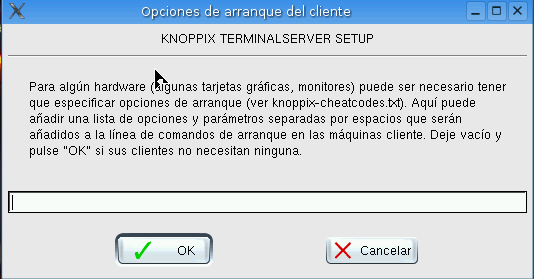 Opciones de arranque del cliente
KNOPPIX TERMINALSERVER SETUP
Para algún hardware (algunas tarjetas gráficas, monitores) puede ser necesario tener
que especificar opciones de arranque (ver knoppix-cheatcodes.txt). Aquí puede
añadir una lista de opciones y parámetros separadas por espacios que serán
añadidos a la línea de comandos de arranque en las máquinas cliente. Deje vacío y
pulse "OK" si sus clientes no necesitan ninguna.
OK
Cancelar